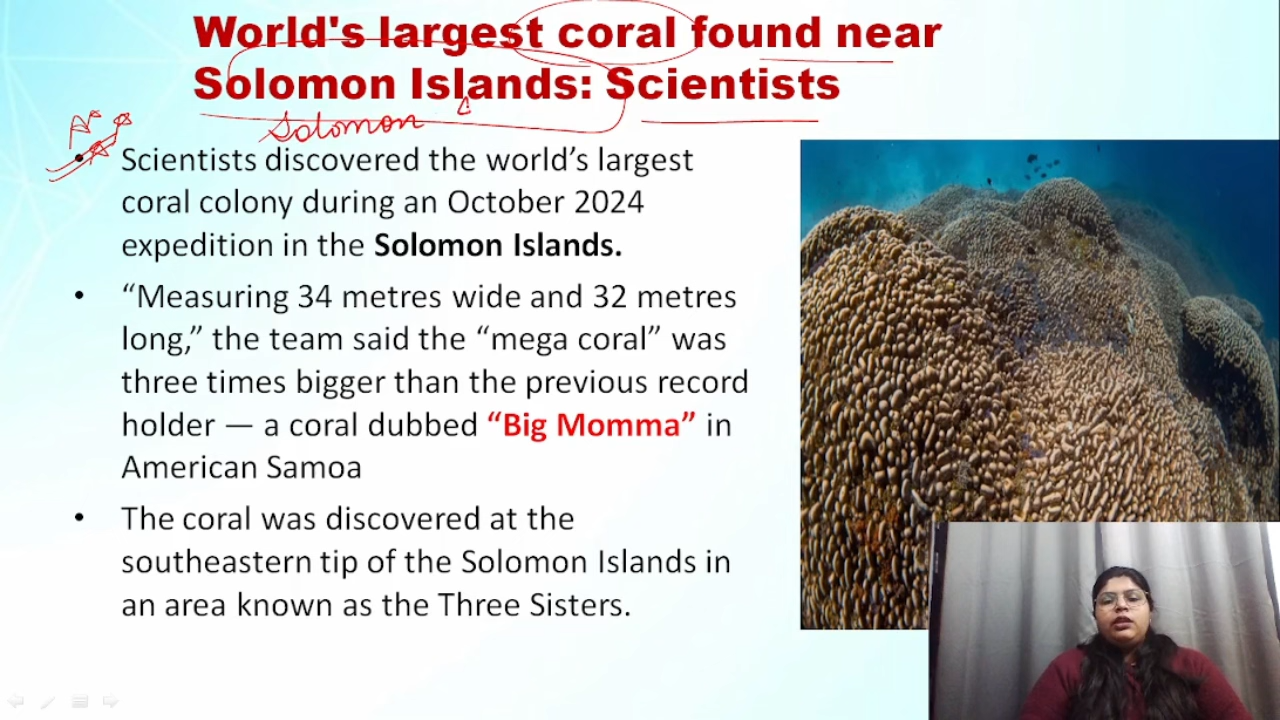 World's largest coral found near
Solomon Islands: Scientists
Solomon
Scientists discovered the world’s largest
coral colony during an October 2024
expedition in the Solomon Islands.
• “Measuring 34 metres wide and 32 metres
long,” the team said the “mega coral” was
three times bigger than the previous record
holder — a coral dubbed “Big Momma” in
American Samoa
• The coral was discovered at the
southeastern tip of the Solomon Islands in
an area known as the Three Sisters.